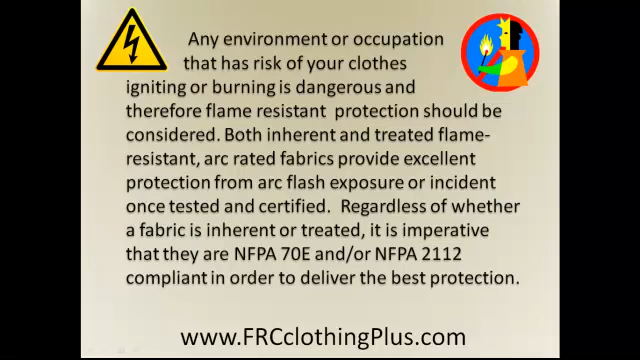 Any environment or occupation
that has risk of your clothes
igniting or burning is dangerous and
therefore flame resistant protection should be
considered. Both inherent and treated flame-
resistant, arc rated fabrics provide excellent
protection from arc flash exposure or incident
once tested and certified. Regardless of whether
a fabric is inherent or treated, it is imperative
that they are NFPA 70E and/or NFPA 2112
compliant in order to deliver the best protection.
www.FRCclothingPlus.com